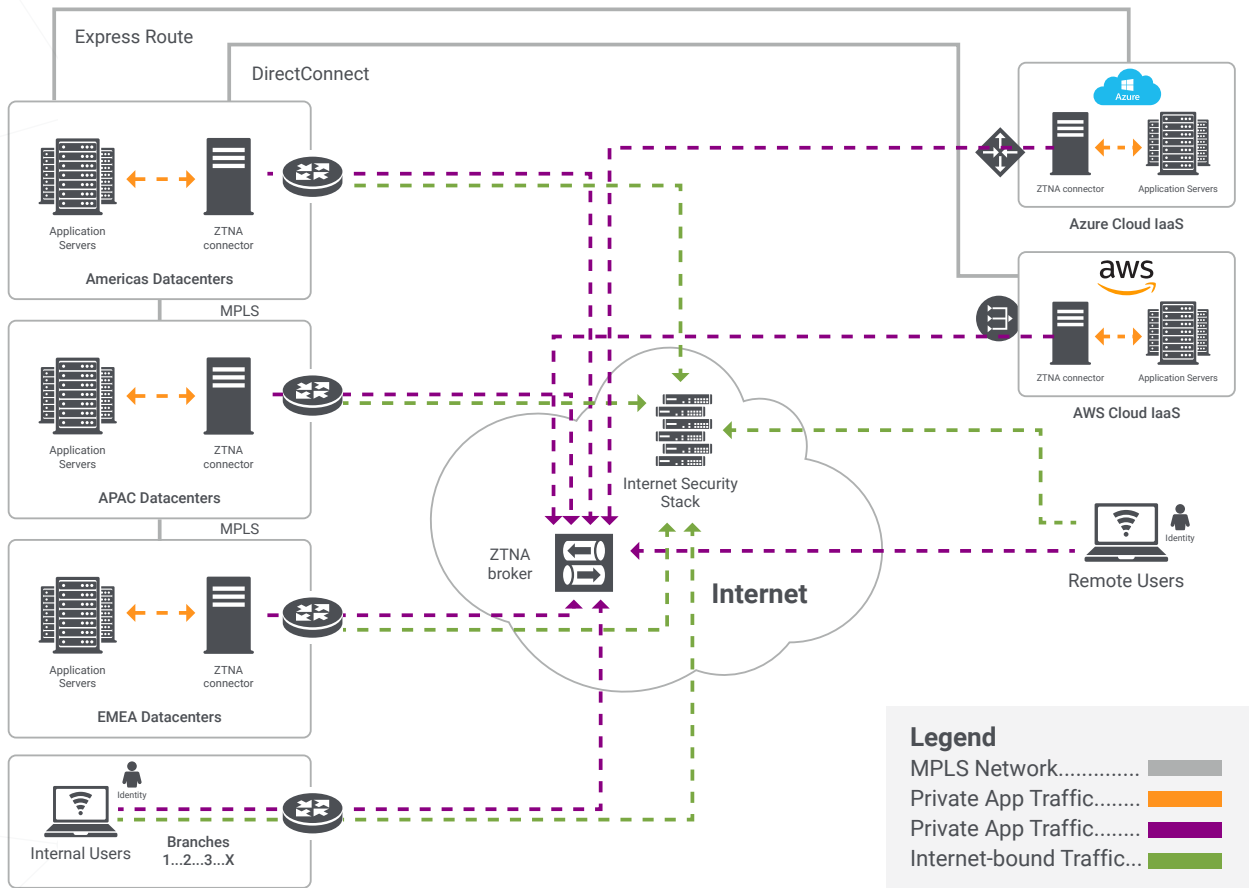 Express Route
DirectConnect
Application
Servers
ZTNA
connector
Americas Datacenters
MPLS
Application
Servers
ZTNA
connector
APAC Datacenters
MPLS
Application
Servers
ZTNA
connector
EMEA Datacenters
Identity
Internal Users
Branches
1...2...3...X
Azure
ZTNA connector
Application Servers
Azure Cloud IaaS
aws
ZTNA connector
Application Servers
AWS Cloud IaaS
Internet Security
Stack
ZTNA
broker
Internet
Identity
Remote Users
Legend
MPLS Network..............
Private App Traffic........
Private App Traffic........
Internet-bound Traffic...